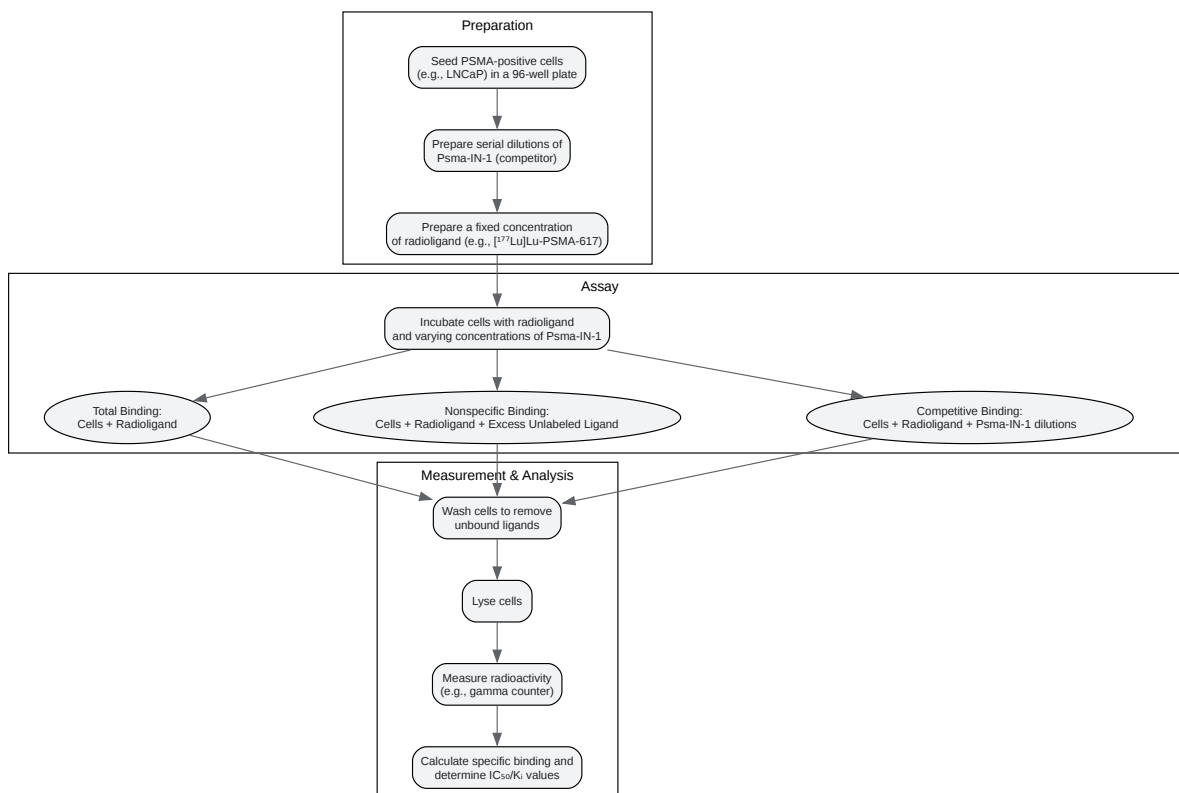 Preparation
Seed PSMA-positive cells
(e.g., LNCaP) in a 96-well plate
Prepare serial dilutions of
Psma-IN-1 (competitor)
Prepare a fixed concentration
of radioligand (e.g., [¹⁷⁷Lu]Lu-PSMA-617)
Assay
Incubate cells with radioligand
and varying concentrations of Psma-IN-1
Total Binding:
Cells + Radioligand
Nonspecific Binding:
Cells + Radioligand + Excess Unlabeled Ligand
Competitive Binding:
Cells + Radioligand + Psma-IN-1 dilutions
Measurement & Analysis
Wash cells to remove
unbound ligands
Lyse cells
Measure radioactivity
(e.g., gamma counter)
Calculate specific binding and
determine IC₅₀/Kᵢ values